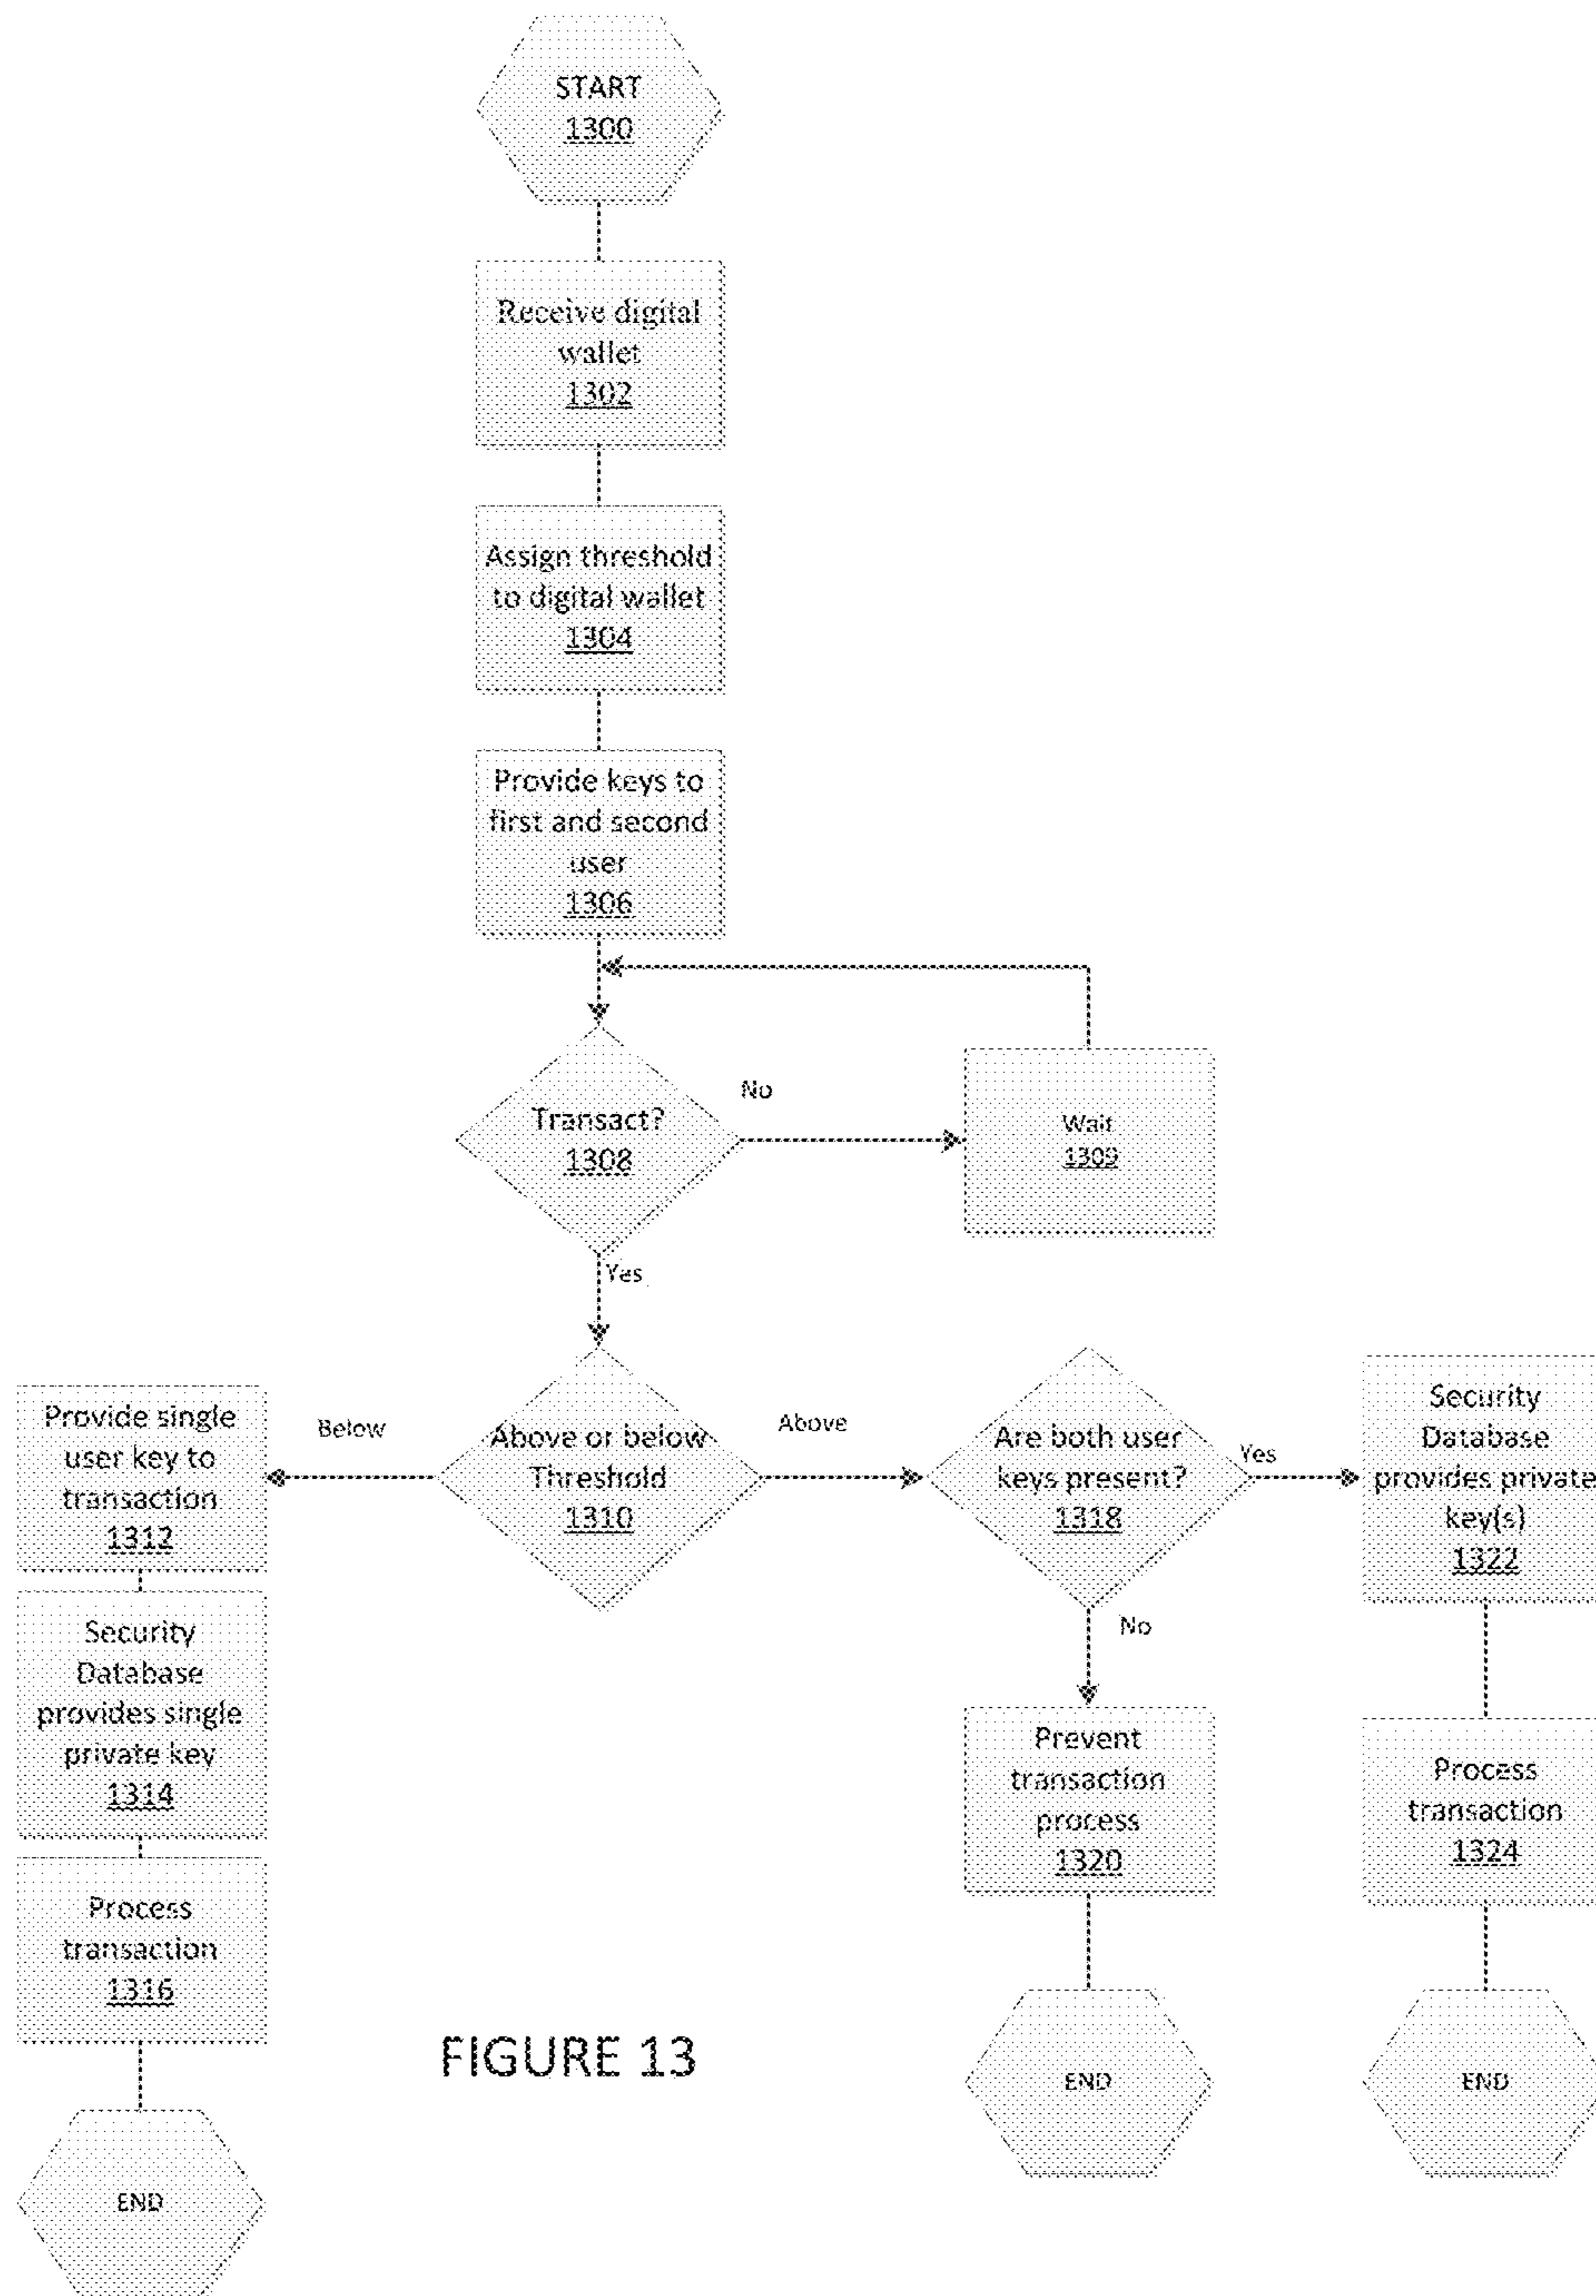 START
1300
Receive digital
wallet
1302
Assign threshold
to digital wallet
1304
Provide keys to
first and second
user
1306
Transact?
1308
No
Wait
1309
Yes
Above or below
Threshold
1310
Below
Provide single
user key to
transaction
1312
Security
Database
provides single
private key
1314
Process
transaction
1316
END
Above
Are both user
keys present?
1318
No
Prevent
transaction
process
1320
END
Yes
Security
Database
provides private
key(s)
1322
Process
transaction
1324
END
FIGURE 13